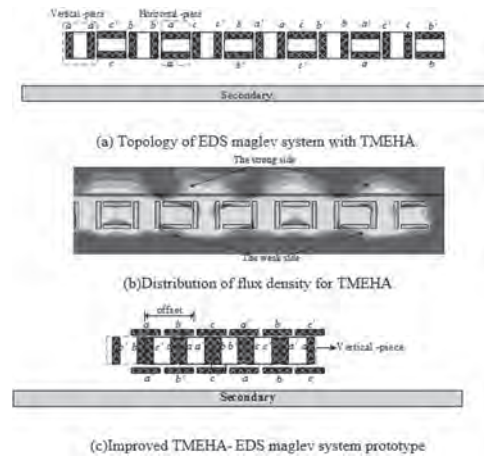 Vertical -piece
Horizontal -piece
a' a' c' b b' a' c c' b a' a c b b' a' c b'
c a b' c' a b
Secondary
(a) Topology of EDS maglev system with TMEHA
The strong side
The weak side
(b)Distribution of flux density for TMEHA
offset
a b c a' b' c'
Vertical -piece
a b' c a b c
Secondary
(c)Improved TMEHA- EDS maglev system prototype